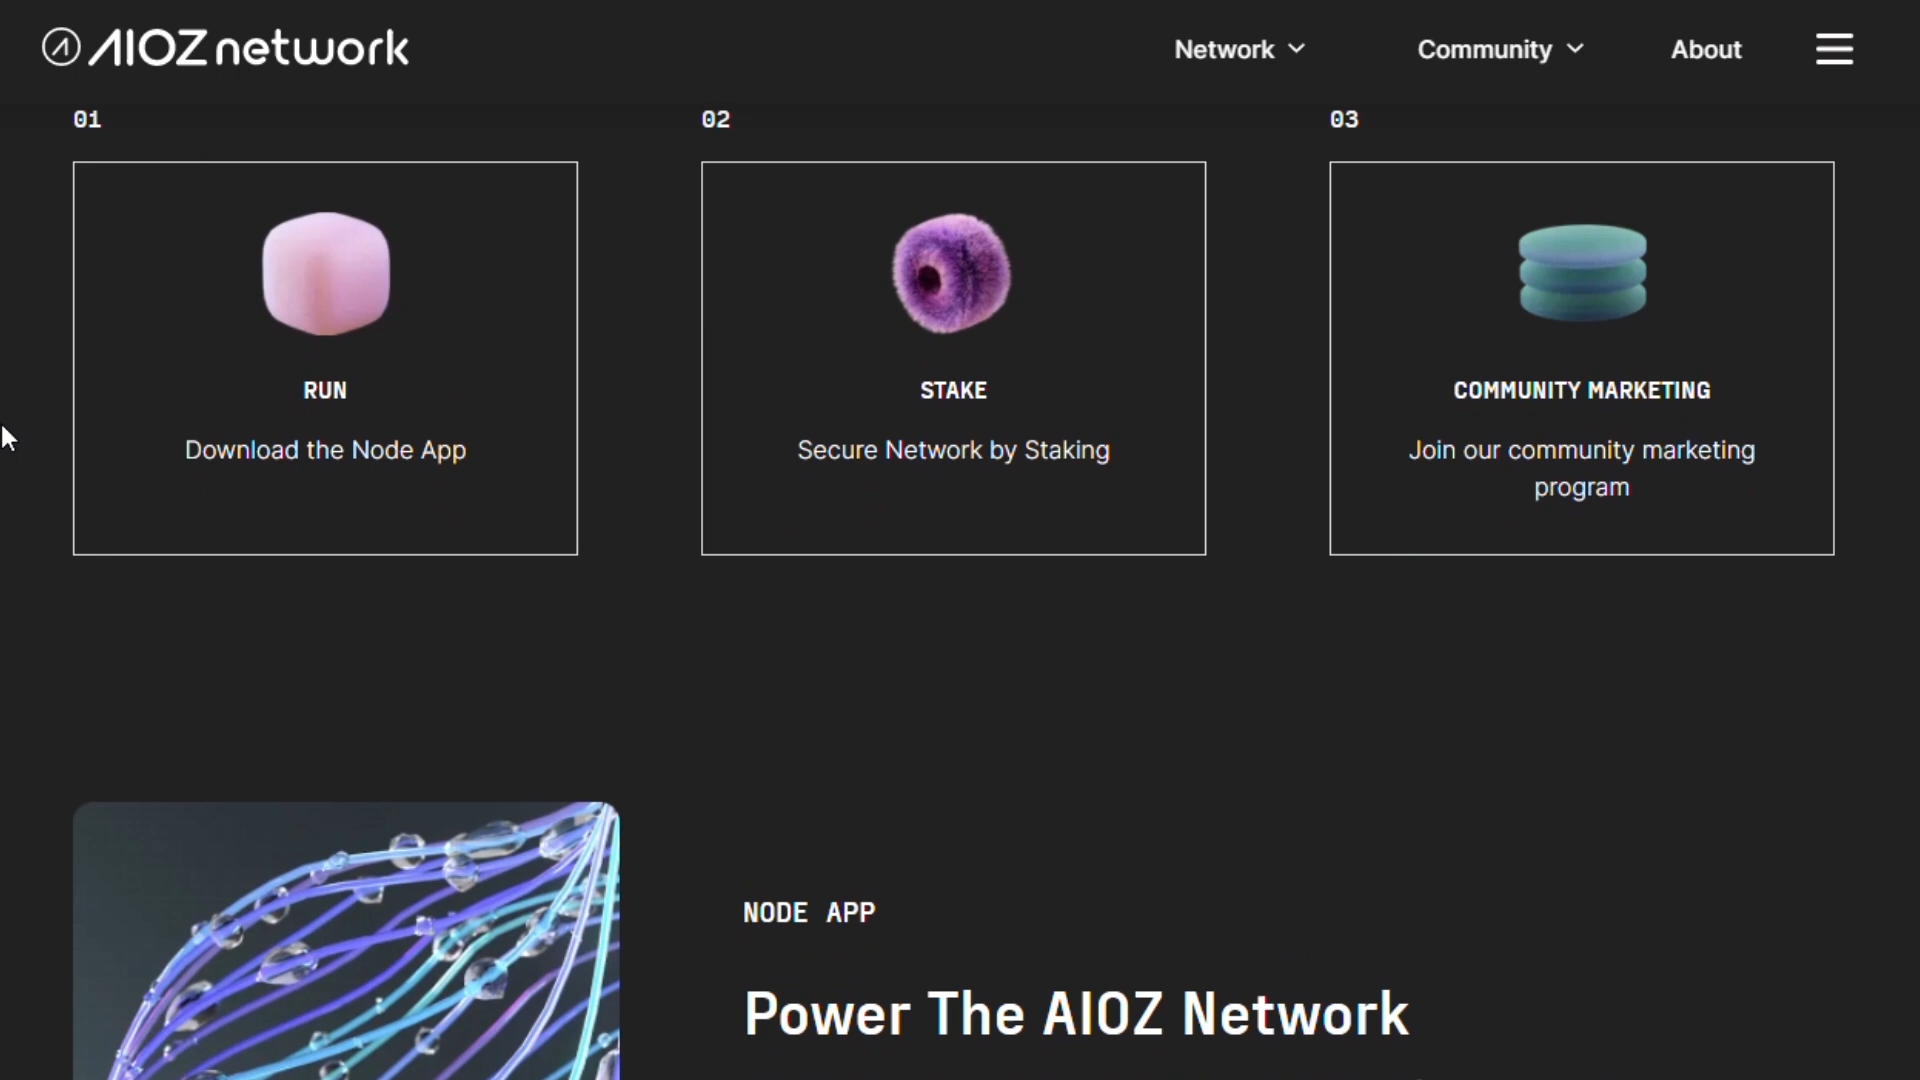 AIOZ network
Network
Community
About
01
02
03
RUN
Download the Node App
STAKE
Secure Network by Staking
COMMUNITY MARKETING
Join our community marketing
program
NODE APP
Power The AIOZ Network